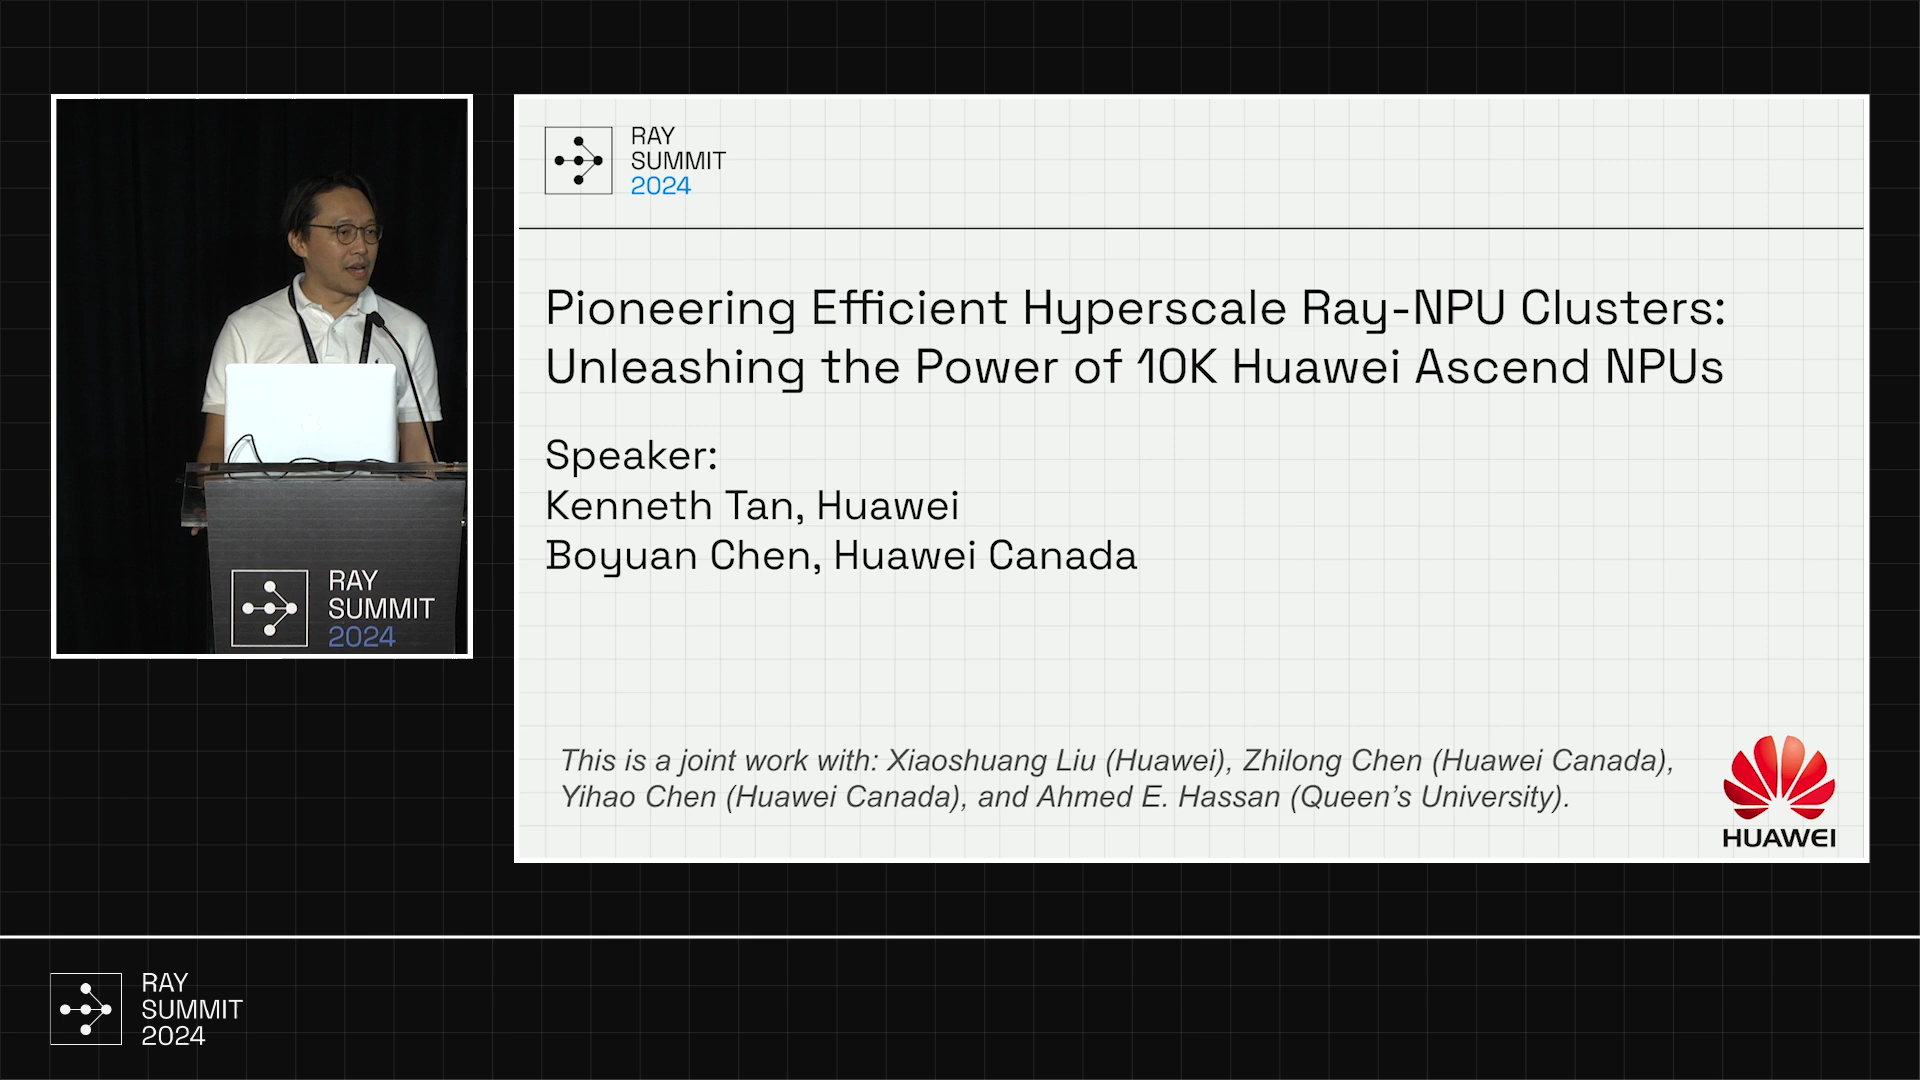 RAY
SUMMIT
2024
Pioneering Efficient Hyperscale Ray-NPU Clusters:
Unleashing the Power of 10K Huawei Ascend NPUs
Speaker:
Kenneth Tan, Huawei
Boyuan Chen, Huawei Canada
This is a joint work with: Xiaoshuang Liu (Huawei), Zhilong Chen (Huawei Canada),
Yihao Chen (Huawei Canada), and Ahmed E. Hassan (Queen's University).
HUAWEI
RAY
SUMMIT
2024
RAY
SUMMIT
2024